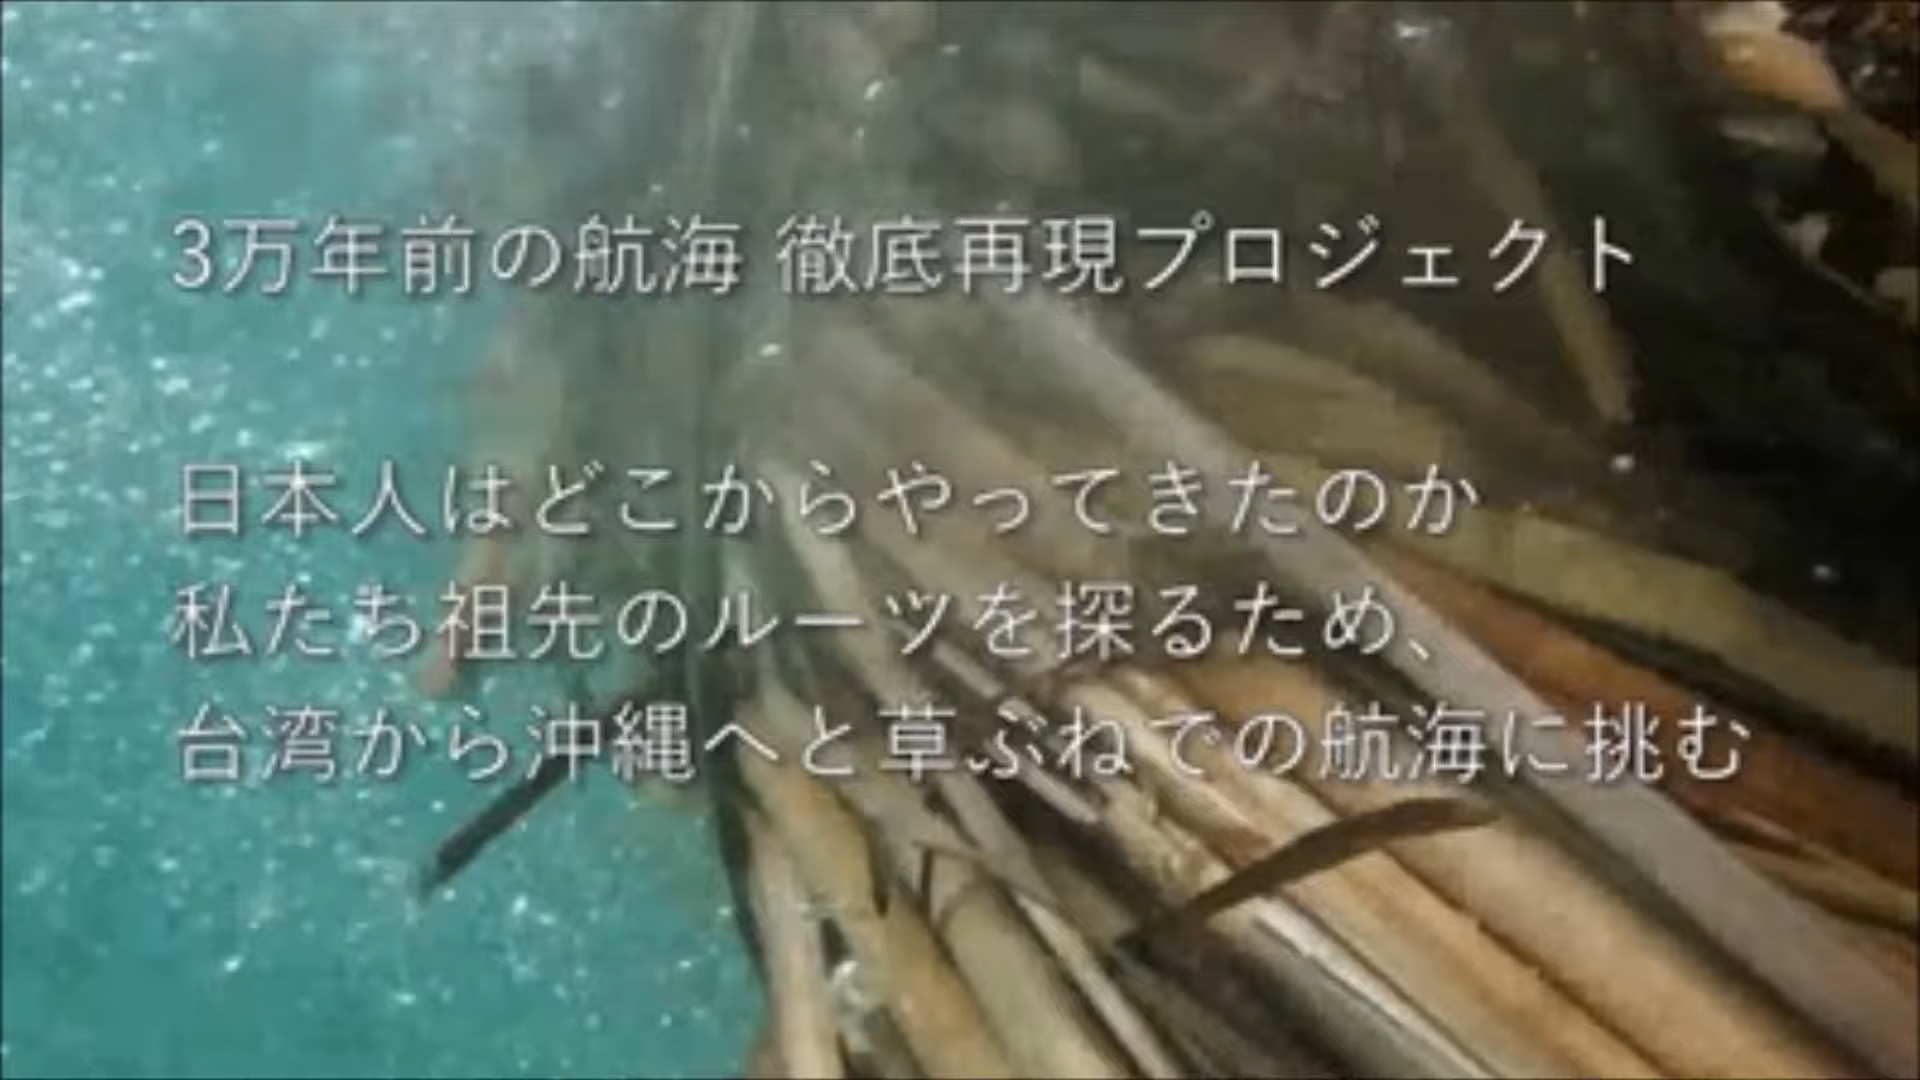 3万年前の航海 徹底再現プロジェクト
日本人はどこからやってきたのか
私たち祖先のルーツを探るため、
台湾から沖縄へと草ぶねでの航海に挑む